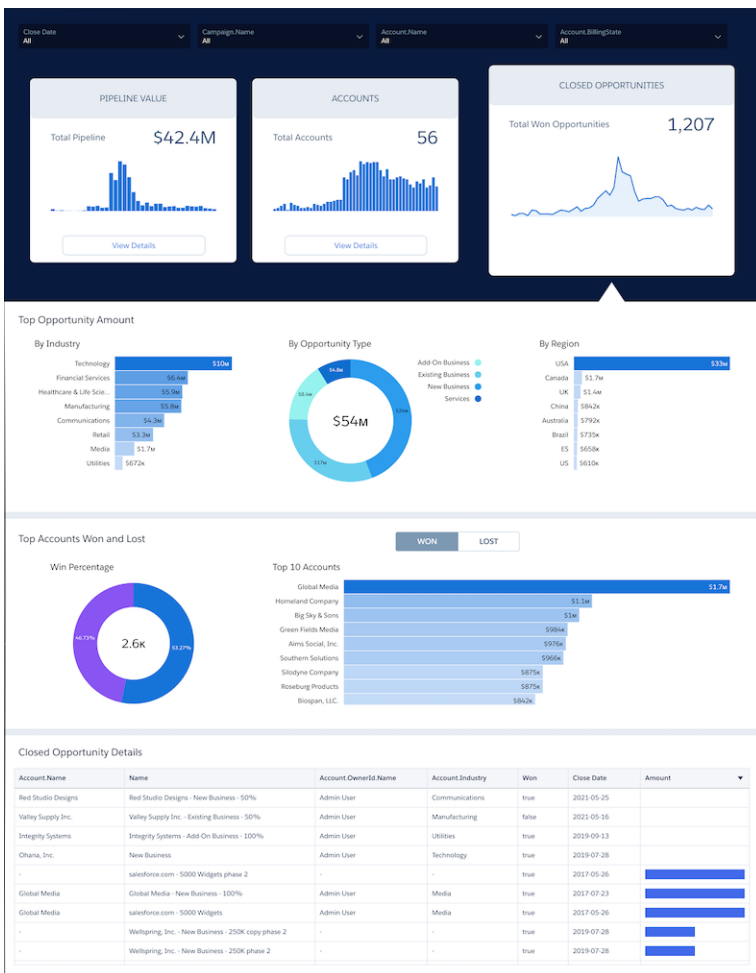 Close Date Campaign.Name Account.Name Account.BillingState
All All All All
PIPELINE VALUE
Total Pipeline $42.4M
View Details
ACCOUNTS
Total Accounts 56
View Details
CLOSED OPPORTUNITIES
Total Won Opportunities 1,207
Top Opportunity Amount
By Industry
Technology $10M
Financial Services $6.4M
Healthcare & Life Scie... $5.9M
Manufacturing $5.8M
Communications $4.3M
Retail $3.3M
Media $1.7M
Utilities $672K
By Opportunity Type
Add-On Business
Existing Business
New Business
Services
$4.8M
$54M
$17M
By Region
USA $33M
Canada $1.7M
UK $1.4M
China $842K
Australia $792K
Brazil $735K
ES $658K
US $610K
Top Accounts Won and Lost
WON LOST
Win Percentage
46.73% 2.6K 53.27%
Top 10 Accounts
Global Media $1.7M
Homeland Company $1.1M
Big Sky & Sons $1M
Green Fields Media $984K
Aims Social, Inc. $976K
Southern Solutions $966K
Silodyne Company $875K
Roseburg Products $875K
Biospan, LLC. $842K
Closed Opportunity Details
Account.Name Name Account.OwnerId.Name Account.Industry Won Close Date Amount
Red Studio Designs Red Studio Designs - New Business - 50% Admin User Communications true 2021-05-25
Valley Supply Inc. Valley Supply Inc. - Existing Business - 50% Admin User Manufacturing false 2021-05-16
Integrity Systems Integrity Systems - Add-On Business - 100% Admin User Utilities true 2019-09-13
Ohana, Inc. New Business Admin User Technology true 2019-07-28
- salesforce.com - 5000 Widgets phase 2 - - true 2017-05-26
Global Media Global Media - New Business - 100% Admin User Media true 2017-07-23
Global Media salesforce.com - 5000 Widgets Admin User Media true 2017-05-26
- Wellspring, Inc. - New Business - 250K copy phase 2 - - true 2019-07-28
- Wellspring, Inc. - New Business - 250K phase 2 - - true 2019-07-28